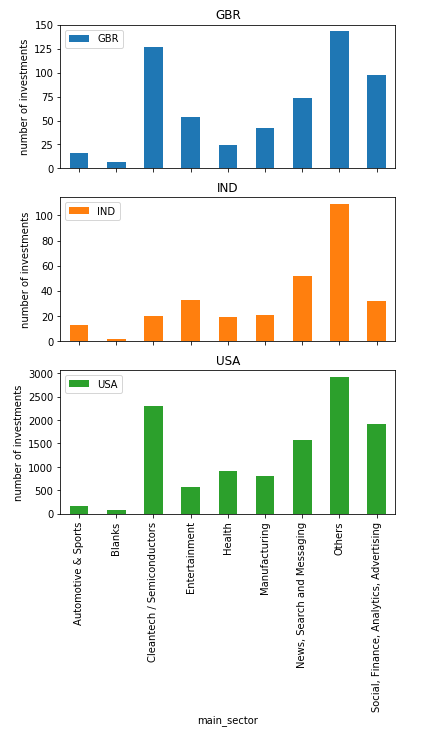 GBR
150
125
100
75
50
25
0
number of investments
GBR
IND
100
80
60
40
20
0
number of investments
IND
USA
3000
2500
2000
1500
1000
500
0
number of investments
USA
Automotive & Sports
Blanks
Cleantech / Semiconductors
Entertainment
Health
Manufacturing
News, Search and Messaging
Others
Social, Finance, Analytics, Advertising
main_sector